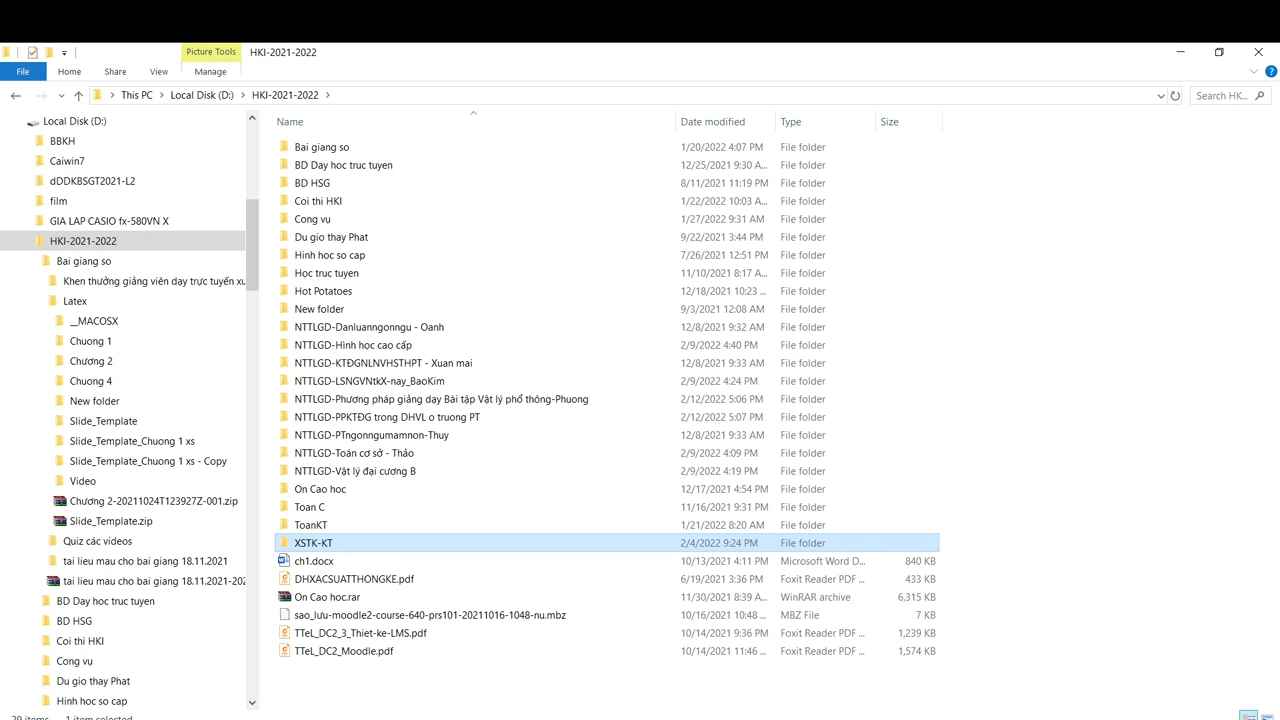 Picture Tools
HKI-2021-2022
File Home Share View Manage
This PC Local Disk (D:) HKI-2021-2022
Search HK...
Local Disk (D:)
BBKH
Caiwin7
dDDKBSGT2021-L2
film
GIA LAP CASIO fx-580VN X
HKI-2021-2022
Bai giang so
Khen thưởng giảng viên dạy trực tuyến xu
Latex
__MACOSX
Chuong 1
Chương 2
Chuong 4
New folder
Slide_Template
Slide_Template_Chuong 1 xs
Slide_Template_Chuong 1 xs - Copy
Video
Chương 2-20211024T123927Z-001.zip
Slide_Template.zip
Quiz các videos
tai lieu mau cho bai giang 18.11.2021
tai lieu mau cho bai giang 18.11.2021-202
BD Day hoc truc tuyen
BD HSG
Coi thi HKI
Cong vu
Du gio thay Phat
Hinh hoc so cap
29 items 1 item selected
Name Date modified Type Size
Bai giang so 1/20/2022 4:07 PM File folder
BD Day hoc truc tuyen 12/25/2021 9:30 A... File folder
BD HSG 8/11/2021 11:19 PM File folder
Coi thi HKI 1/22/2022 10:03 A... File folder
Cong vu 1/27/2022 9:31 AM File folder
Du gio thay Phat 9/22/2021 3:44 PM File folder
Hinh hoc so cap 7/26/2021 12:51 PM File folder
Học truc tuyen 11/10/2021 8:17 A... File folder
Hot Potatoes 12/18/2021 10:23 ... File folder
New folder 9/3/2021 12:08 AM File folder
NTTLGD-Danluanngonngu - Oanh 12/8/2021 9:32 AM File folder
NTTLGD-Hình học cao cấp 2/9/2022 4:40 PM File folder
NTTLGD-KTĐGNLNVHSTHPT - Xuan mai 12/8/2021 9:33 AM File folder
NTTLGD-LSNGVNtkX-nay_BaoKim 2/9/2022 4:24 PM File folder
NTTLGD-Phương pháp giảng dạy Bài tập Vật lý phổ thông-Phuong 2/12/2022 5:06 PM File folder
NTTLGD-PPKTĐG trong DHVL o truong PT 2/12/2022 5:07 PM File folder
NTTLGD-PTngonngumamnon-Thuy 12/8/2021 9:33 AM File folder
NTTLGD-Toán cơ sở - Thảo 2/9/2022 4:09 PM File folder
NTTLGD-Vật lý đại cương B 2/9/2022 4:19 PM File folder
On Cao hoc 12/17/2021 4:54 PM File folder
Toan C 11/16/2021 9:31 PM File folder
ToanKT 1/21/2022 8:20 AM File folder
XSTK-KT 2/4/2022 9:24 PM File folder
ch1.docx 10/13/2021 4:11 PM Microsoft Word D... 840 KB
DHXACSUATTHONGKE.pdf 6/19/2021 3:36 PM Foxit Reader PDF ... 433 KB
On Cao hoc.rar 11/30/2021 8:39 A... WinRAR archive 6,315 KB
sao_lưu-moodle2-course-640-prs101-20211016-1048-nu.mbz 10/16/2021 10:48 ... MBZ File 7 KB
TTeL_DC2_3_Thiet-ke-LMS.pdf 10/14/2021 9:36 PM Foxit Reader PDF ... 1,239 KB
TTeL_DC2_Moodle.pdf 10/14/2021 11:46 ... Foxit Reader PDF ... 1,574 KB